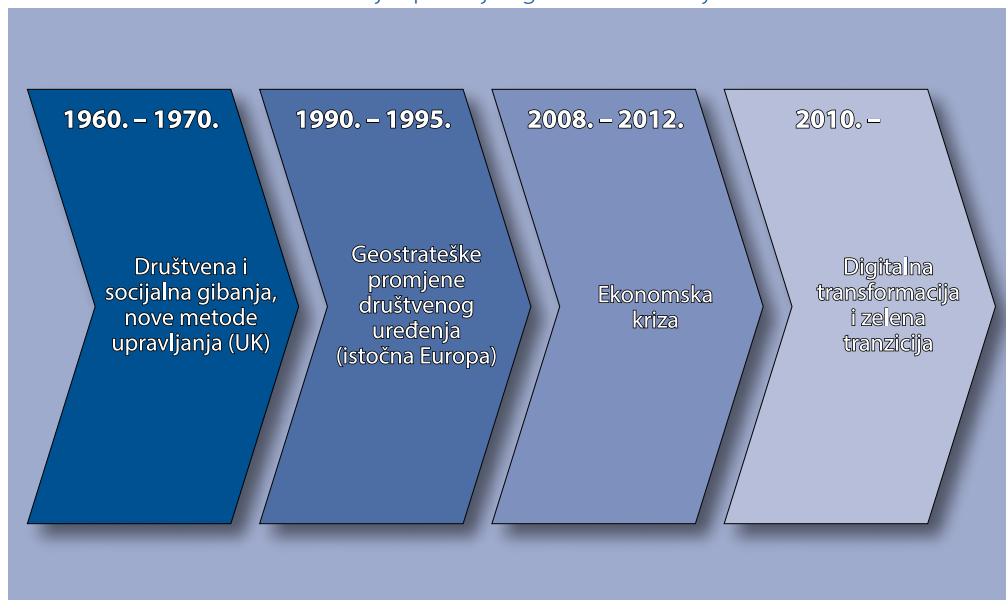 1960. – 1970.
Društvena i
socijalna gibanja,
nove metode
upravljanja (UK)
1990. – 1995.
Geostrateške
promjene
društvenog
uređenja
(istočna Europa)
2008. – 2012.
Ekonomska
kriza
2010. –
Digitalna
transformacija
i zelena
tranzicija